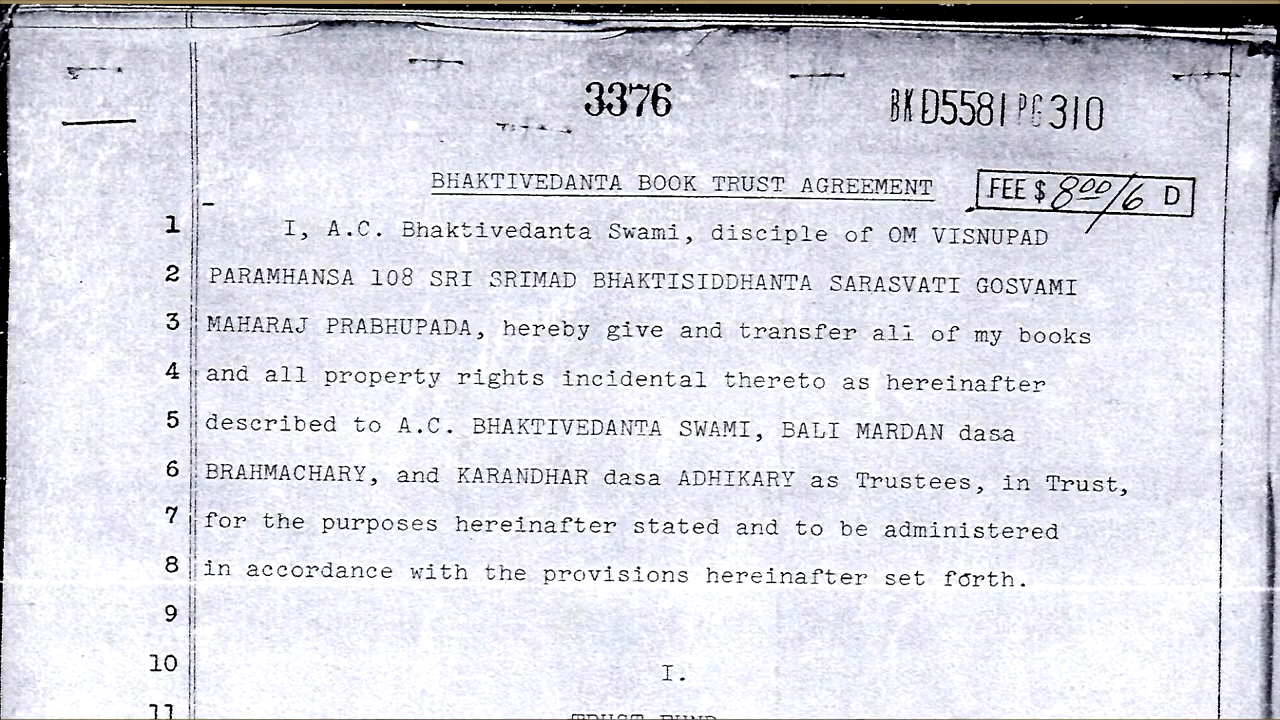 3376
BK D5581 PG 310
BHAKTIVEDANTA BOOK TRUST AGREEMENT
FEE $ 8 00/6 D
1 I, A.C. Bhaktivedanta Swami, disciple of OM VISNUPAD
2 PARAMHANSA 108 SRI SRIMAD BHAKTISIDDHANTA SARASVATI GOSVAMI
3 MAHARAJ PRABHUPADA, hereby give and transfer all of my books
4 and all property rights incidental thereto as hereinafter
5 described to A.C. BHAKTIVEDANTA SWAMI, BALI MARDAN dasa
6 BRAHMACHARY, and KARANDHAR dasa ADHIKARY as Trustees, in Trust,
7 for the purposes hereinafter stated and to be administered
8 in accordance with the provisions hereinafter set forth.
9
10 I.
11 TRUST FUND